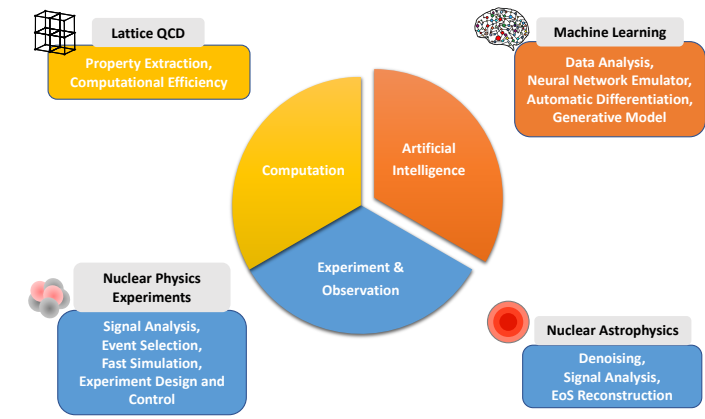 Lattice QCD
Property Extraction,
Computational Efficiency
Machine Learning
Data Analysis,
Neural Network Emulator,
Automatic Differentiation,
Generative Model
Computation
Artificial
Intelligence
Experiment &
Observation
Nuclear Physics
Experiments
Signal Analysis,
Event Selection,
Fast Simulation,
Experiment Design and
Control
Nuclear Astrophysics
Denoising,
Signal Analysis,
EoS Reconstruction